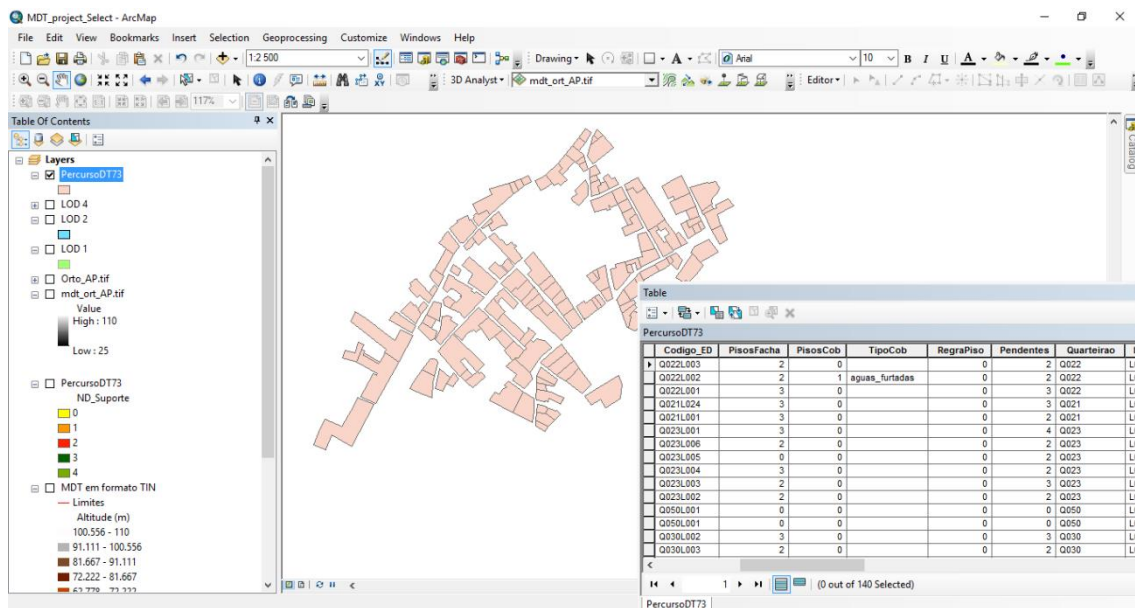 MDT_project_Select - ArcMap
File Edit View Bookmarks Insert Selection Geoprocessing Customize Windows Help
1:2 500 Drawing Arial 10 B I U A
3D Analyst mdt_ort_AP.tif Editor
117%
Table Of Contents
Layers
PercursoDT73
LOD 4
LOD 2
LOD 1
Orto_AP.tif
mdt_ort_AP.tif
Value
High : 110
Low : 25
PercursoDT73
ND_Suporte
0
1
2
3
4
MDT em formato TIN
Limites
Altitude (m)
100.556 - 110
91.111 - 100.556
81.667 - 91.111
72.222 - 81.667
62.778 - 72.222
Catalog
Table
PercursoDT73
Codigo_ED PisosFacha PisosCob TipoCob RegraPiso Pendentes Quarteirao
Q022L003 2 0 0 2 Q022
Q022L002 2 1 aguas_furtadas 0 2 Q022
Q022L001 3 0 0 3 Q022
Q021L024 3 0 0 3 Q021
Q021L001 2 0 0 2 Q021
Q023L001 3 0 0 4 Q023
Q023L006 2 0 0 2 Q023
Q023L005 0 0 0 2 Q023
Q023L004 3 0 0 2 Q023
Q023L003 2 0 0 3 Q023
Q023L002 2 0 0 2 Q023
Q050L001 0 0 0 0 Q050
Q050L001 0 0 0 0 Q050
Q030L002 3 0 0 3 Q030
Q030L003 2 0 0 2 Q030
1 (0 out of 140 Selected)
PercursoDT73